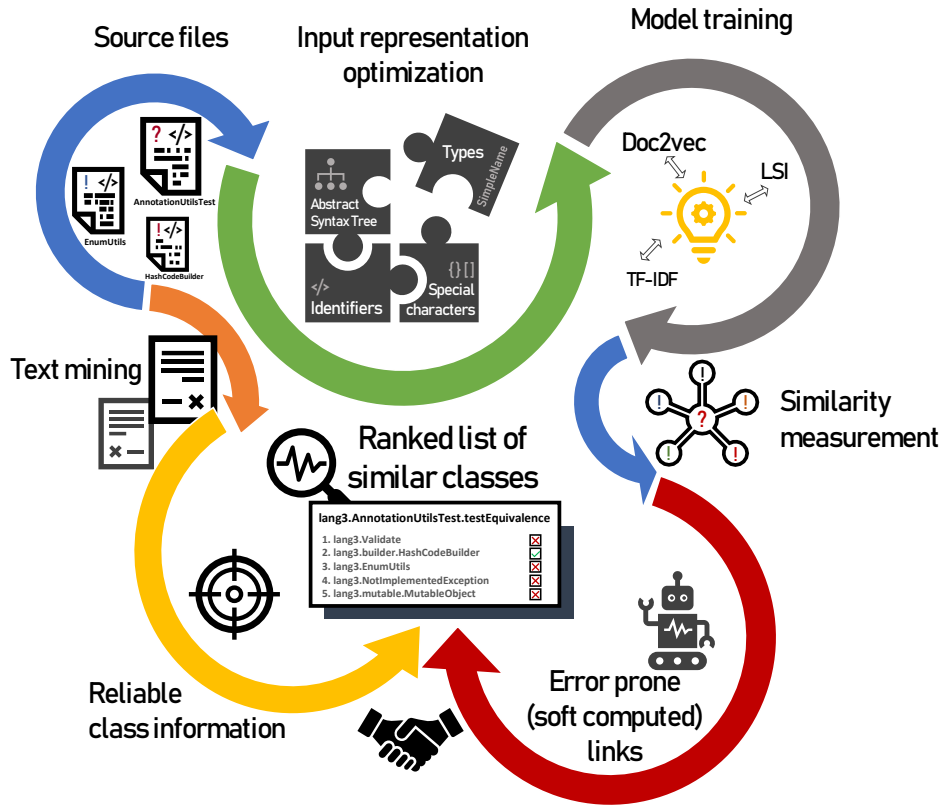 Source files
Input representation
optimization
Model training
? </>
AnnotationUtilsTest
! </>
EnumUtils
! </>
HashCodeBuilder
Abstract
Syntax Tree
Types
SimpleName
</>
Identifiers
{}[]
Special
characters
Doc2vec
LSI
TF-IDF
Text mining
!
!
!
?
!
!
Similarity
measurement
Ranked list of
similar classes
lang3.AnnotationUtilsTest.testEquivalence
1. lang3.Validate
2. lang3.builder.HashCodeBuilder
3. lang3.EnumUtils
4. lang3.NotImplementedException
5. lang3.mutable.MutableObject
Reliable
class information
Error prone
(soft computed)
links